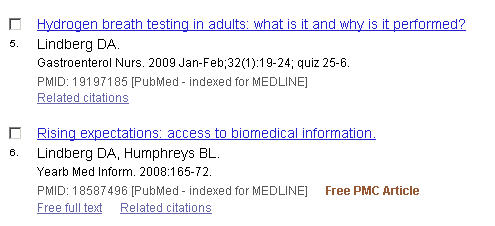 Hydrogen breath testing in adults: what is it and why is it performed?
5. Lindberg DA.
Gastroenterol Nurs. 2009 Jan-Feb;32(1):19-24; quiz 25-6.
PMID: 19197185 [PubMed - indexed for MEDLINE]
Related citations
Rising expectations: access to biomedical information.
6. Lindberg DA, Humphreys BL.
Yearb Med Inform. 2008:165-72.
PMID: 18587496 [PubMed - indexed for MEDLINE] Free PMC Article
Free full text Related citations